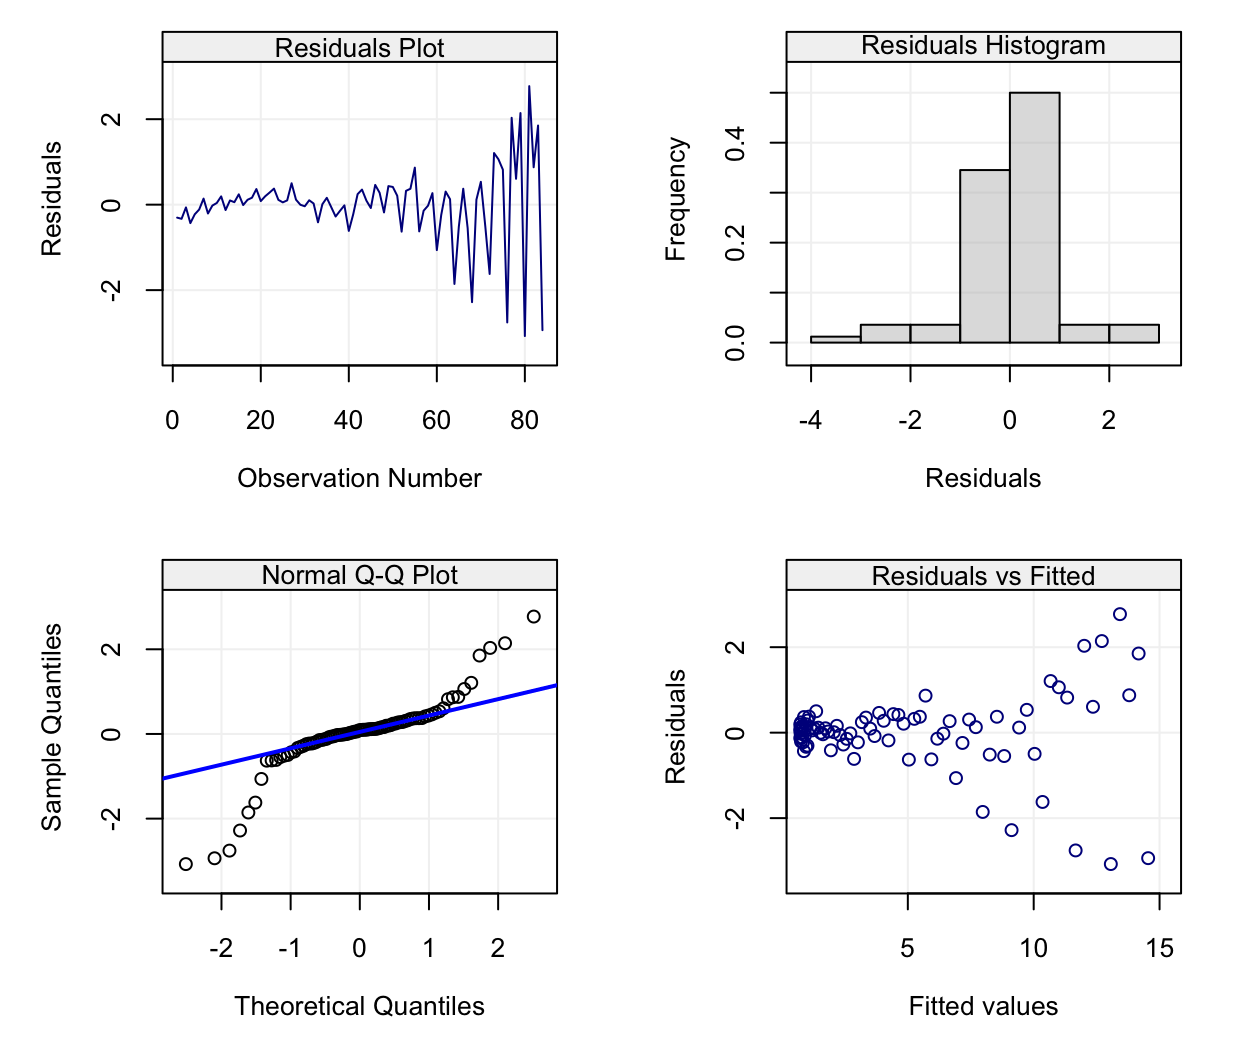 Residuals Plot
Residuals
2
0
-2
0 20 40 60 80
Observation Number
Residuals Histogram
Frequency
0.4
0.2
0.0
-4 -2 0 2
Residuals
Normal Q-Q Plot
Sample Quantiles
2
0
-2
-2 -1 0 1 2
Theoretical Quantiles
Residuals vs Fitted
Residuals
2
0
-2
5 10 15
Fitted values